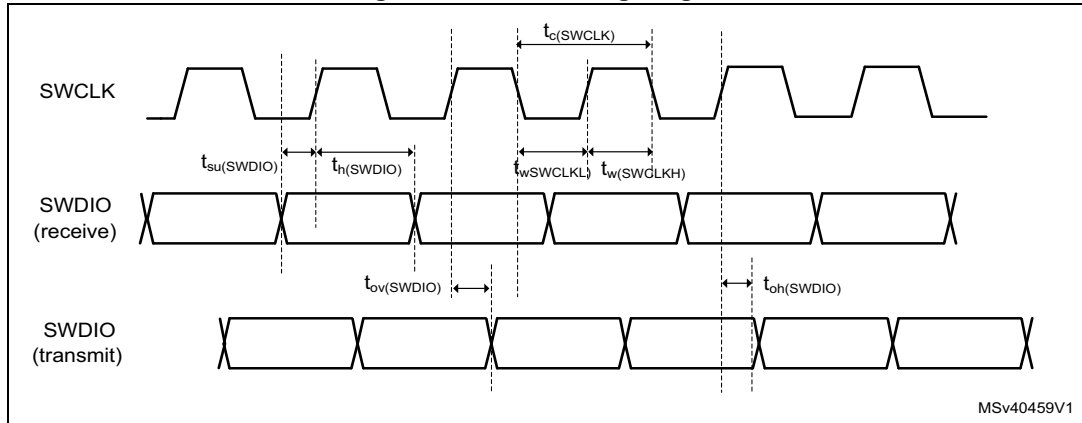 tc(SWCLK)
SWCLK
tsu(SWDIO) th(SWDIO) twSWCLKL) tw(SWCLKH)
SWDIO
(receive)
tov(SWDIO) toh(SWDIO)
SWDIO
(transmit)
MSv40459V1